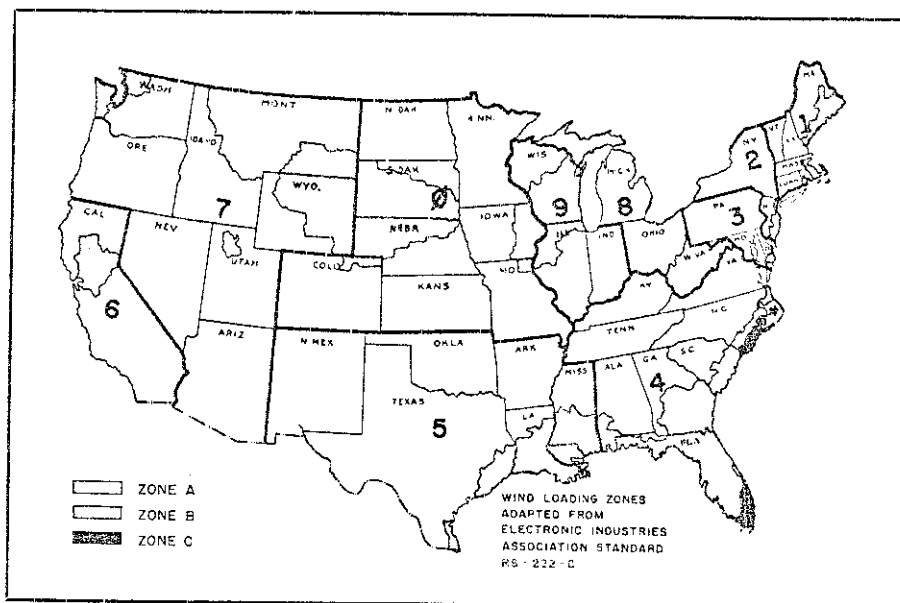 WASH
MONT
N. DAK
MINN.
ME
VT
NY
1
2
ORE
IDAHO
WYO.
S. DAK
WIS
MICH
7
0
9
8
PA
3
CAL
NEV
UTAH
COLO
NEBR
IOWA
ILL
IND
OHIO
W VA
VA
MD
KANS
MO
KY
6
ARIZ
N MEX
OKLA
ARK
TENN
N C
S C
MISS
ALA
GA
4
TEXAS
5
LA
FLA
ZONE A
ZONE B
ZONE C
WIND LOADING ZONES
ADAPTED FROM
ELECTRONIC INDUSTRIES
ASSOCIATION STANDARD
RS-222-C